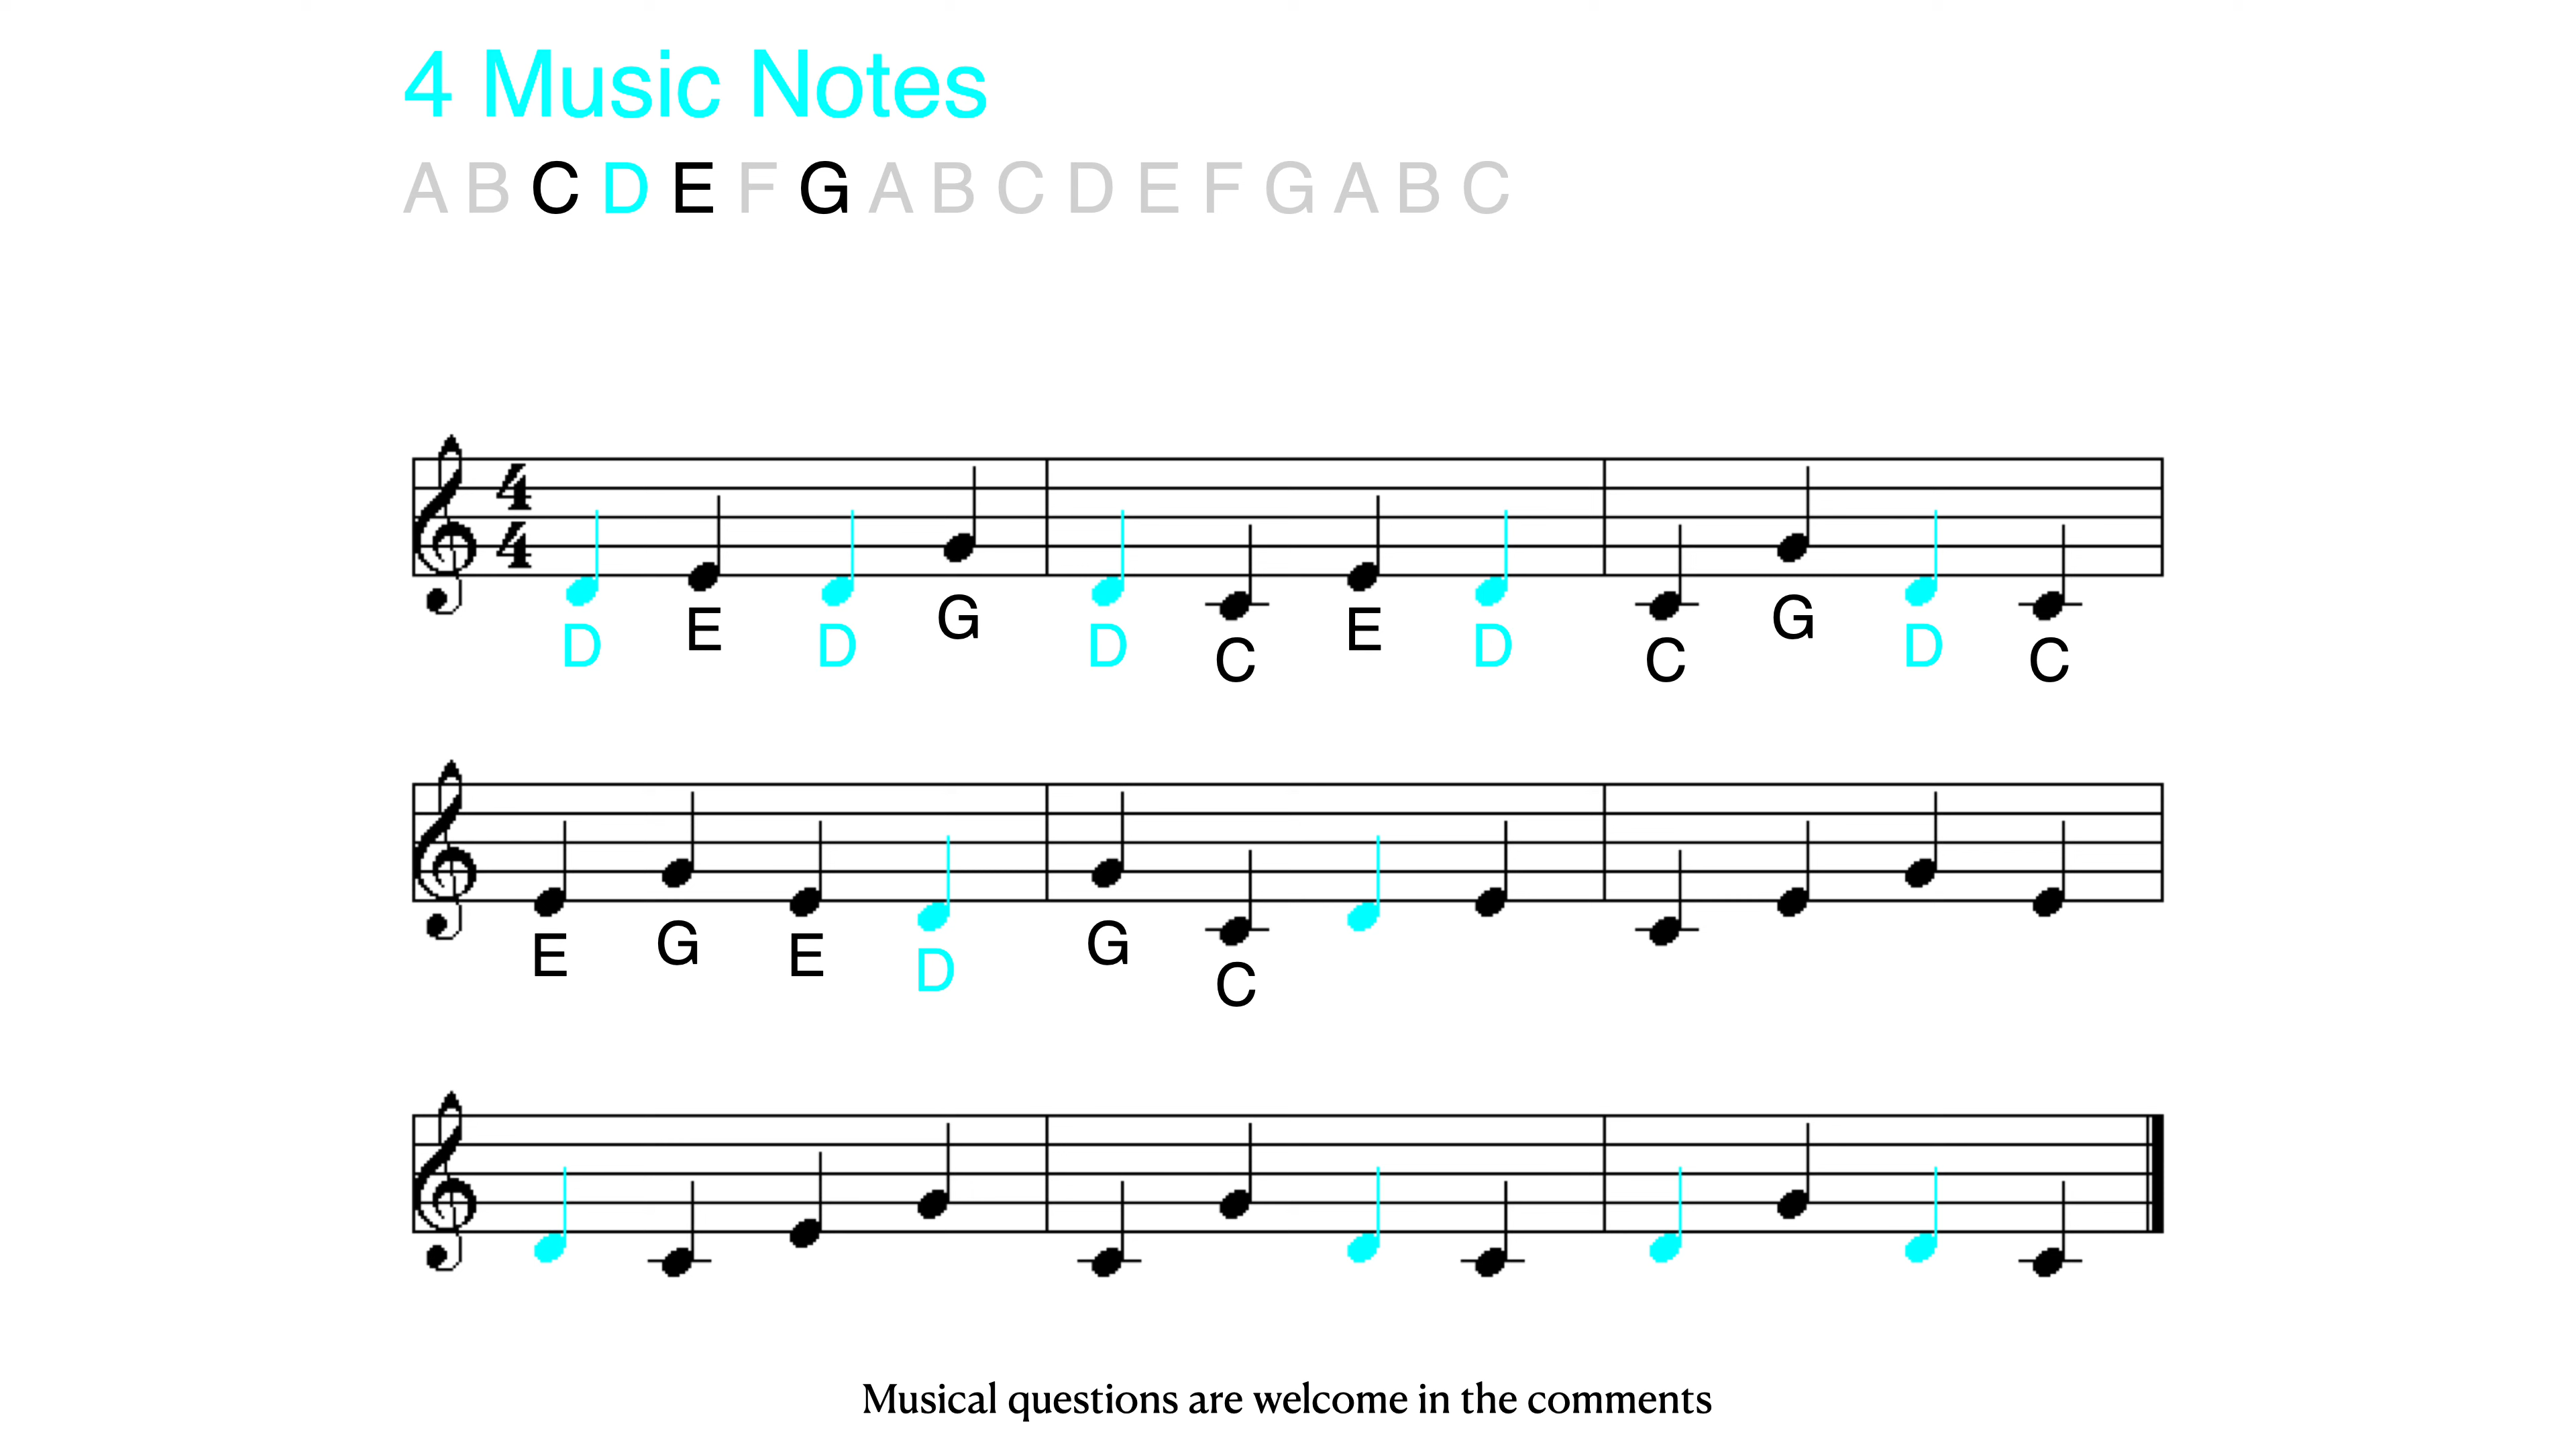 4 Music Notes
A B C D E F G A B C D E F G A B C
4
4
D E D G D C E D C G D C
E G E D G C
Musical questions are welcome in the comments